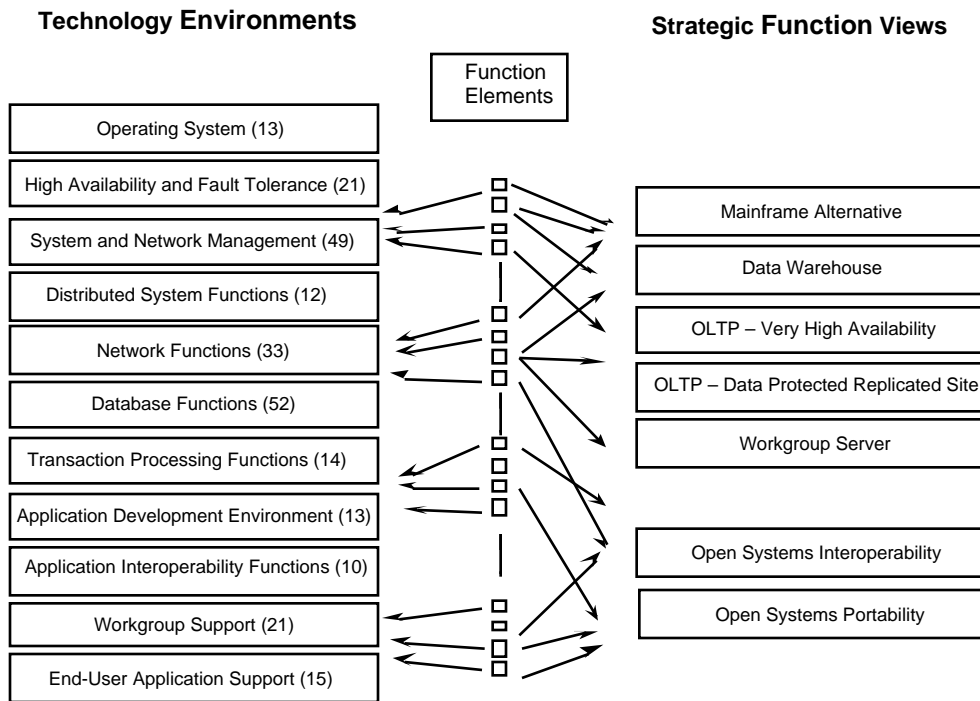 Technology Environments
Strategic Function Views
Function
Elements
Operating System (13)
High Availability and Fault Tolerance (21)
System and Network Management (49)
Distributed System Functions (12)
Network Functions (33)
Database Functions (52)
Transaction Processing Functions (14)
Application Development Environment (13)
Application Interoperability Functions (10)
Workgroup Support (21)
End-User Application Support (15)
Mainframe Alternative
Data Warehouse
OLTP – Very High Availability
OLTP – Data Protected Replicated Site
Workgroup Server
Open Systems Interoperability
Open Systems Portability